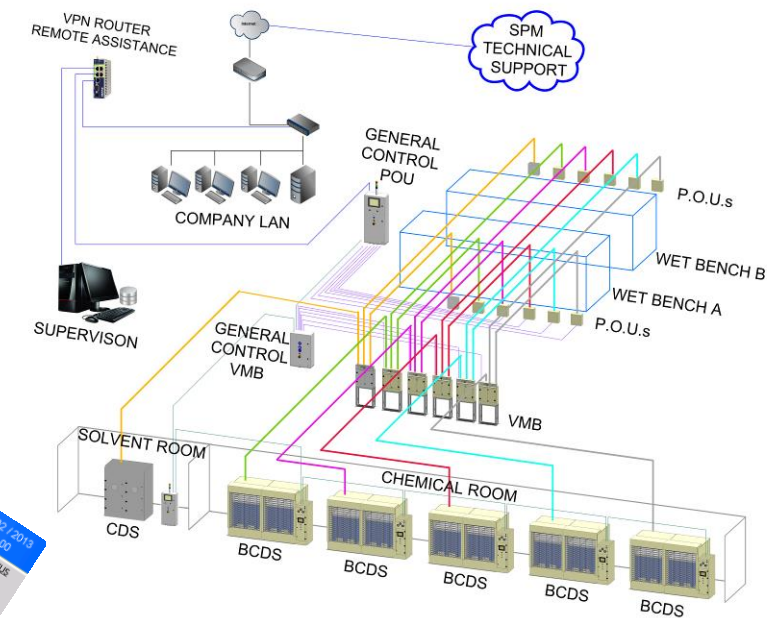 VPN ROUTER
REMOTE ASSISTANCE
SPM
TECHNICAL
SUPPORT
GENERAL
CONTROL
POU
COMPANY LAN
P.O.U.s
WET BENCH B
WET BENCH A
P.O.U.s
SUPERVISON
GENERAL
CONTROL
VMB
VMB
SOLVENT ROOM
CHEMICAL ROOM
CDS
BCDS
BCDS
BCDS
BCDS
BCDS